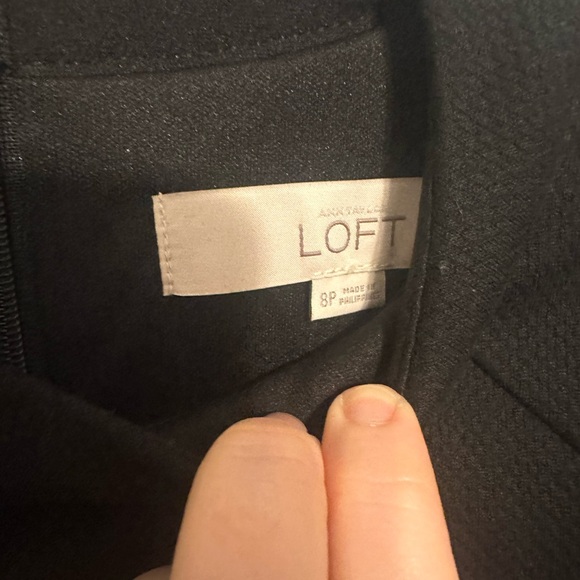 ANN TAYLOR
LOFT
8P
MADE IN
PHILIPPINES